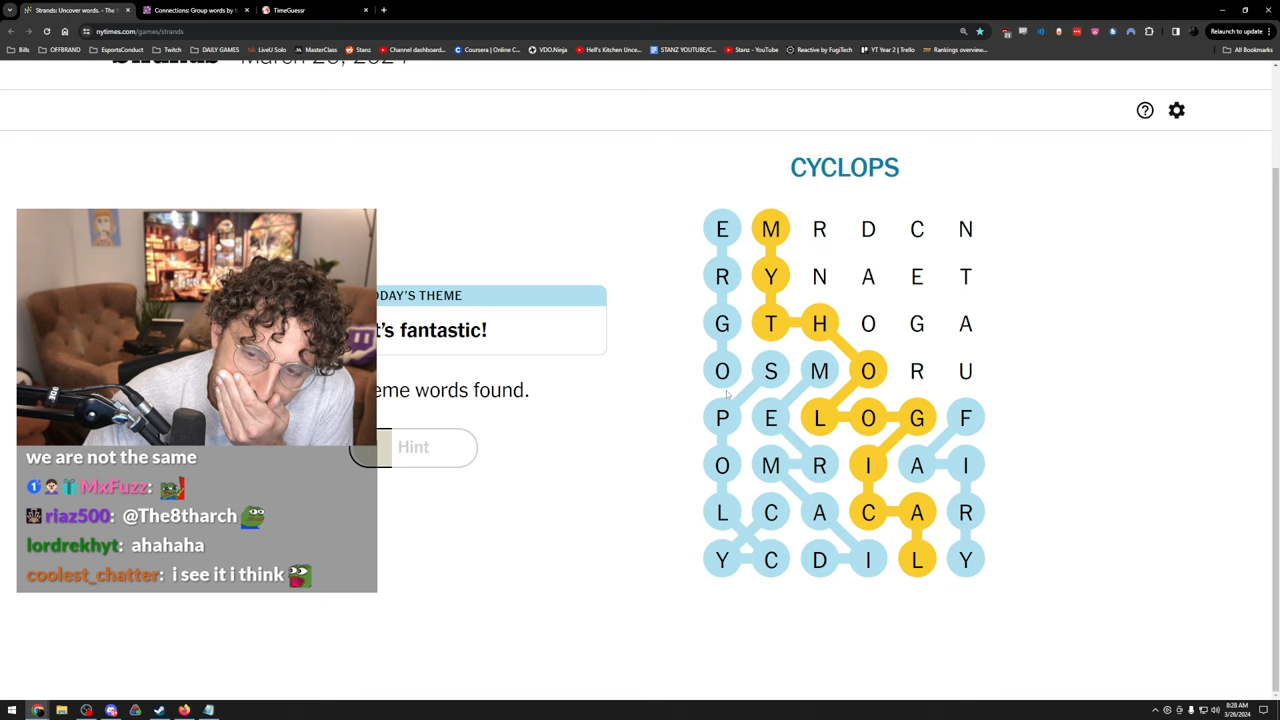 Strands: Uncover words. - The N
Connections: Group words by t
TimeGuessr
nytimes.com/games/strands
Relaunch to update
Bills
OFFBRAND
EsportsConduct
Twitch
DAILY GAMES
LiveU Solo
MasterClass
Stanz
Channel dashboard...
Coursera | Online C...
VDO.Ninja
Hell's Kitchen Unce...
STANZ YOUTUBE/C...
Stanz - YouTube
Reactive by FugiTech
YT Year 2 | Trello
Rankings overview...
All Bookmarks
CYCLOPS
ODAY'S THEME
t's fantastic!
eme words found.
Hint
E M R D C N
R Y N A E T
G T H O G A
O S M O R U
P E L O G F
O M R I A I
L C A C A R
Y C D I L Y
we are not the same
MxFuzz:
riaz500: @The8tharch
lordrekhyt: ahahaha
coolest_chatter: i see it i think
8:28 AM
3/26/2024